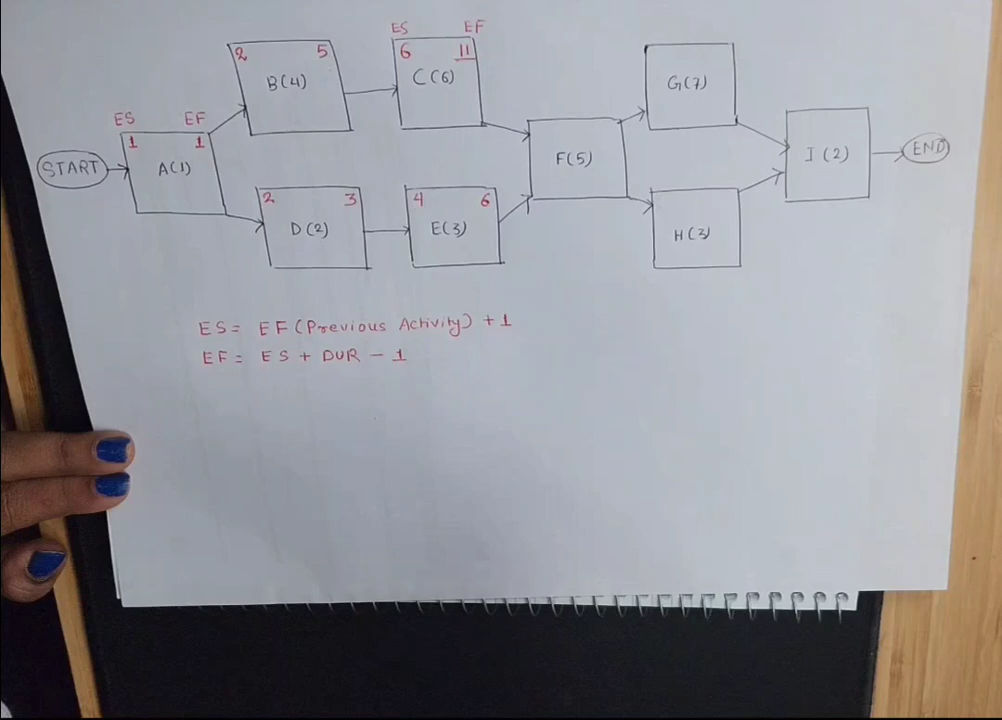 START
ES EF
1 1
A(1)
2 5
B(4)
ES EF
6 11
C(6)
2 3
D(2)
4 6
E(3)
F(5)
G(7)
H(3)
I(2)
END
ES = EF (Previous Activity) + 1
EF = ES + DUR - 1